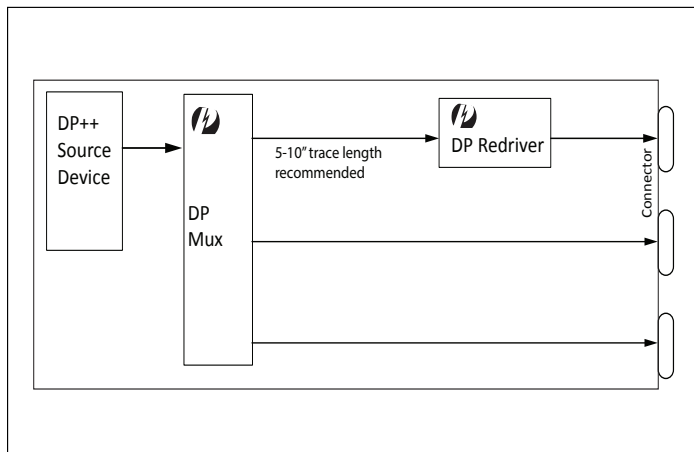 DP++
Source
Device
DP
Mux
5-10" trace length
recommended
DP Redriver
Connector